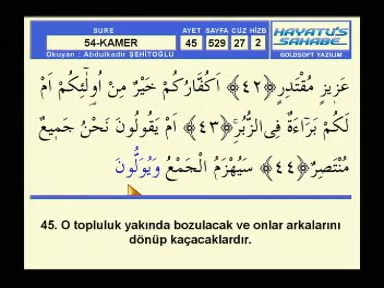 SURE
AYET SAYFA CÜZ HİZB
HAYATU'S SAHABE
54-KAMER
45 529 27 2
Okuyan : Abdulkadir ŞEHİTOĞLU
GOLDSOFT YAZILIM
عَزِيزٍ مُقْتَدِرٍ ﴿٤٢﴾ اَكُفَّارُكُمْ خَيْرٌ مِنْ اُولٰٓئِكُمْ اَمْ
لَكُمْ بَرَٓاءَةٌ فِي الزُّبُرِۚ ﴿٤٣﴾ اَمْ يَقُولُونَ نَحْنُ جَم۪يعٌ
مُنْتَصِرٌ ﴿٤٤﴾ سَيُهْزَمُ الْجَمْعُ وَيُوَلُّونَ
45. O topluluk yakında bozulacak ve onlar arkalarını
dönüp kaçacaklardır.